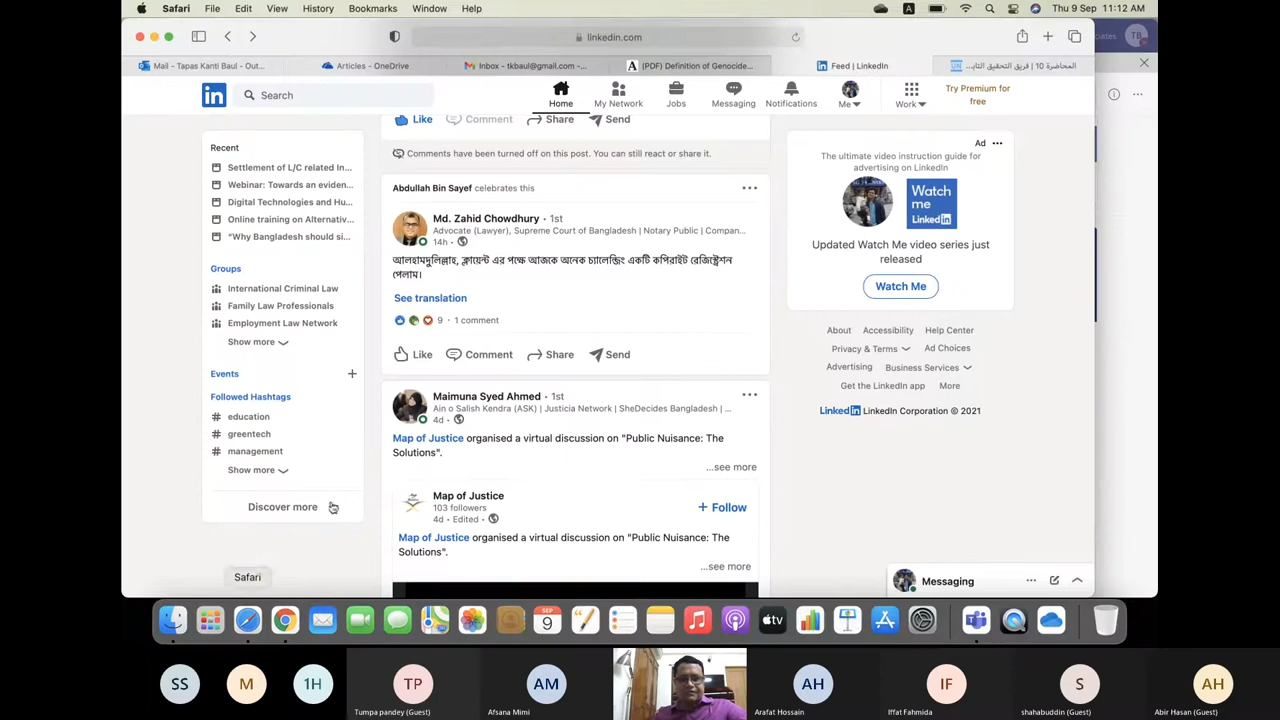 Safari File Edit View History Bookmarks Window Help
A
Thu 9 Sep 11:12 AM
linkedin.com
ciates
TB
Mail - Tapas Kanti Baul - Out...
Articles - OneDrive
Inbox - tkbaul@gmail.com -...
(PDF) Definition of Genocide...
Feed | LinkedIn
المحاضرة 10 | فريق التحقيق التاب...
in
Search
Home
My Network
Jobs
Messaging
Notifications
Me
Work
Try Premium for
free
Like Comment Share Send
Comments have been turned off on this post. You can still react or share it.
Recent
Settlement of L/C related In...
Webinar: Towards an eviden...
Digital Technologies and Hu...
Online training on Alternativ...
“Why Bangladesh should si...
Groups
International Criminal Law
Family Law Professionals
Employment Law Network
Show more
Events
Followed Hashtags
# education
# greentech
# management
Show more
Discover more
Abdullah Bin Sayef celebrates this
Md. Zahid Chowdhury • 1st
Advocate (Lawyer), Supreme Court of Bangladesh | Notary Public | Compan...
14h •
আলহামদুলিল্লাহ, ক্লায়েন্ট এর পক্ষে আজকে অনেক চ্যালেঞ্জিং একটি কপিরাইট রেজিস্ট্রেশন
পেলাম।
See translation
9 • 1 comment
Like Comment Share Send
Maimuna Syed Ahmed • 1st
Ain o Salish Kendra (ASK) | Justicia Network | SheDecides Bangladesh | ...
4d •
Map of Justice organised a virtual discussion on "Public Nuisance: The
Solutions".
...see more
Map of Justice
103 followers
4d • Edited •
+ Follow
Map of Justice organised a virtual discussion on "Public Nuisance: The
Solutions".
...see more
Ad
The ultimate video instruction guide for
advertising on LinkedIn
Watch
me
LinkedIn
Updated Watch Me video series just
released
Watch Me
About Accessibility Help Center
Privacy & Terms Ad Choices
Advertising Business Services
Get the LinkedIn app More
LinkedIn LinkedIn Corporation © 2021
Messaging
Safari
SEP
9
tv
SS
M
1H
TP
Tumpa pandey (Guest)
AM
Afsana Mimi
AH
Arafat Hossain
IF
Iffat Fahmida
S
shahabuddin (Guest)
AH
Abir Hasan (Guest)